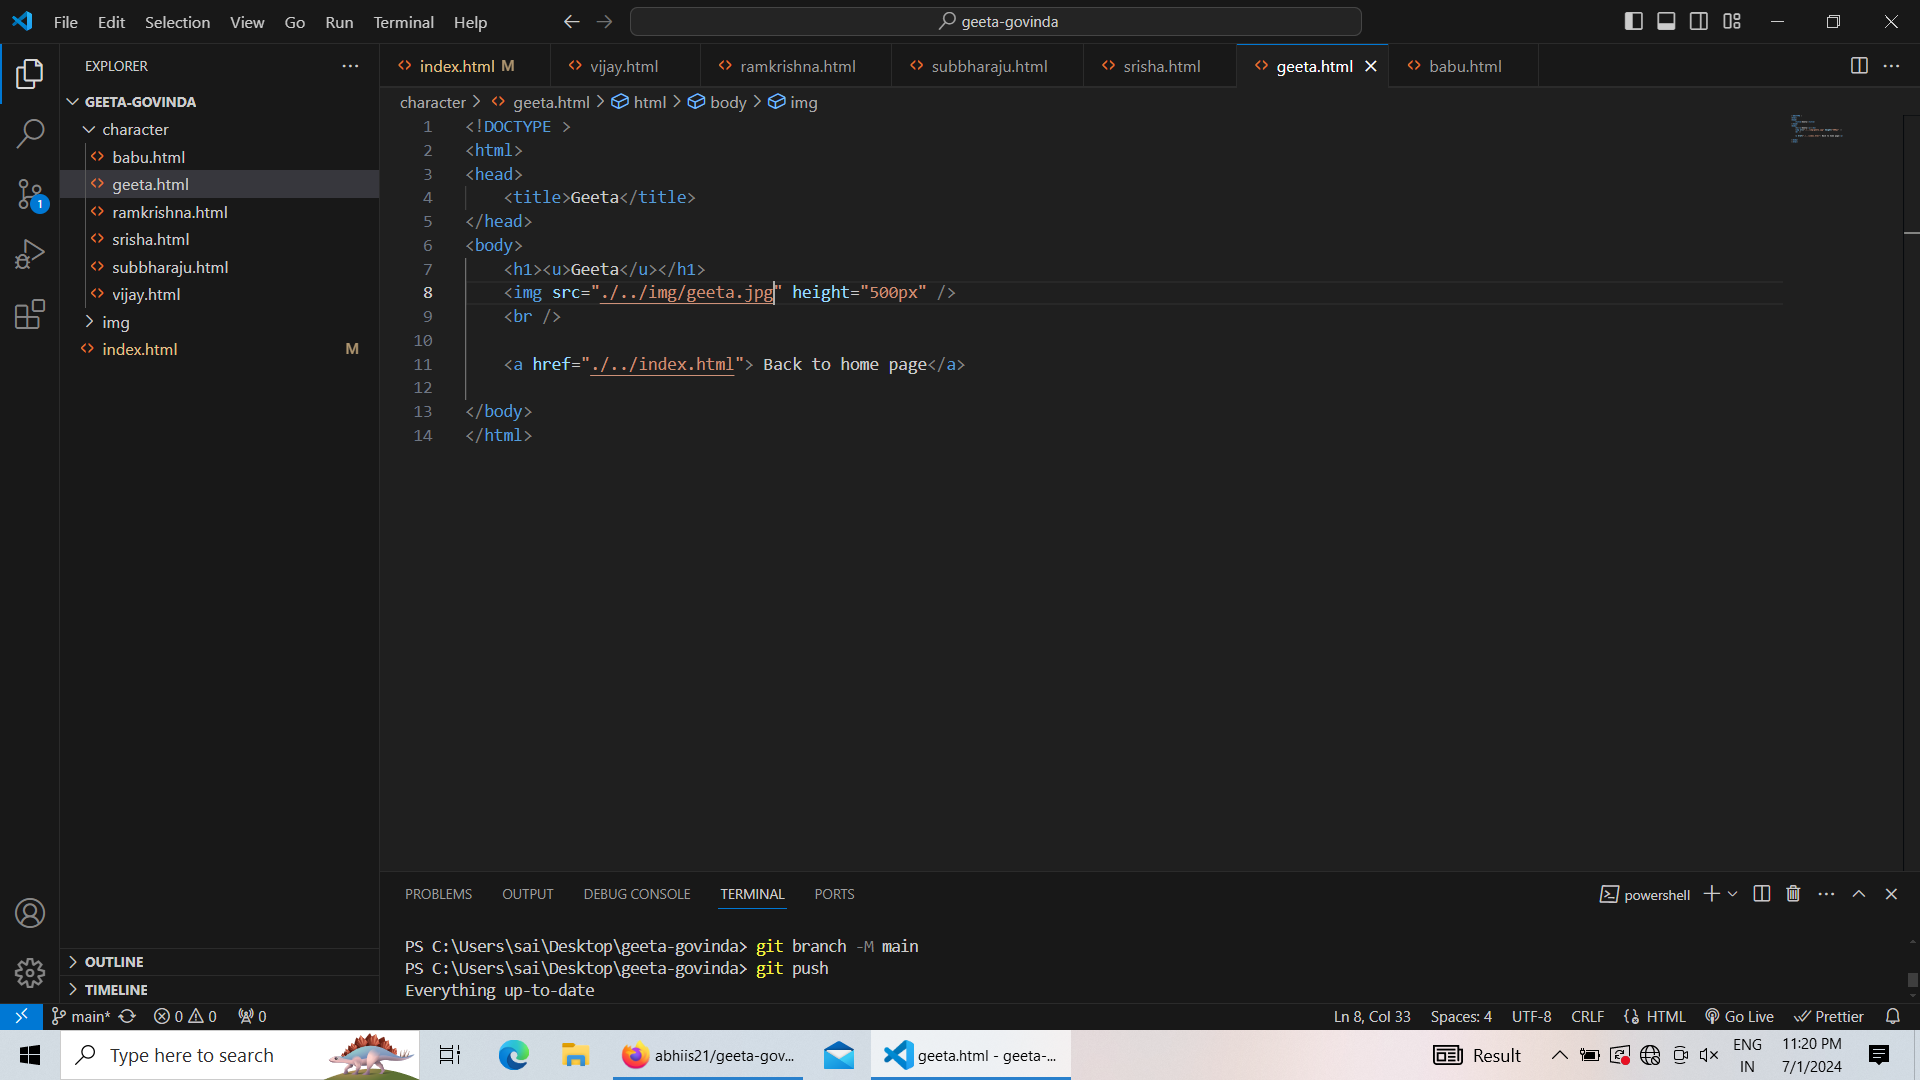 File Edit Selection View Go Run Terminal Help
geeta-govinda
EXPLORER
GEETA-GOVINDA
character
babu.html
geeta.html
ramkrishna.html
srisha.html
subbharaju.html
vijay.html
img
index.html M
OUTLINE
TIMELINE
1
index.html M vijay.html ramkrishna.html subbharaju.html srisha.html geeta.html babu.html
character > geeta.html > html > body > img
1 <!DOCTYPE >
2 <html>
3 <head>
4 <title>Geeta</title>
5 </head>
6 <body>
7 <h1><u>Geeta</u></h1>
8 <img src="./../img/geeta.jpg" height="500px" />
9 <br />
10
11 <a href="./../index.html"> Back to home page</a>
12
13 </body>
14 </html>
PROBLEMS OUTPUT DEBUG CONSOLE TERMINAL PORTS
powershell
PS C:\Users\sai\Desktop\geeta-govinda> git branch -M main
PS C:\Users\sai\Desktop\geeta-govinda> git push
Everything up-to-date
main* 0 0 0
Ln 8, Col 33 Spaces: 4 UTF-8 CRLF HTML Go Live Prettier
Type here to search
abhiis21/geeta-gov...
geeta.html - geeta-...
Result
ENG
IN
11:20 PM
7/1/2024